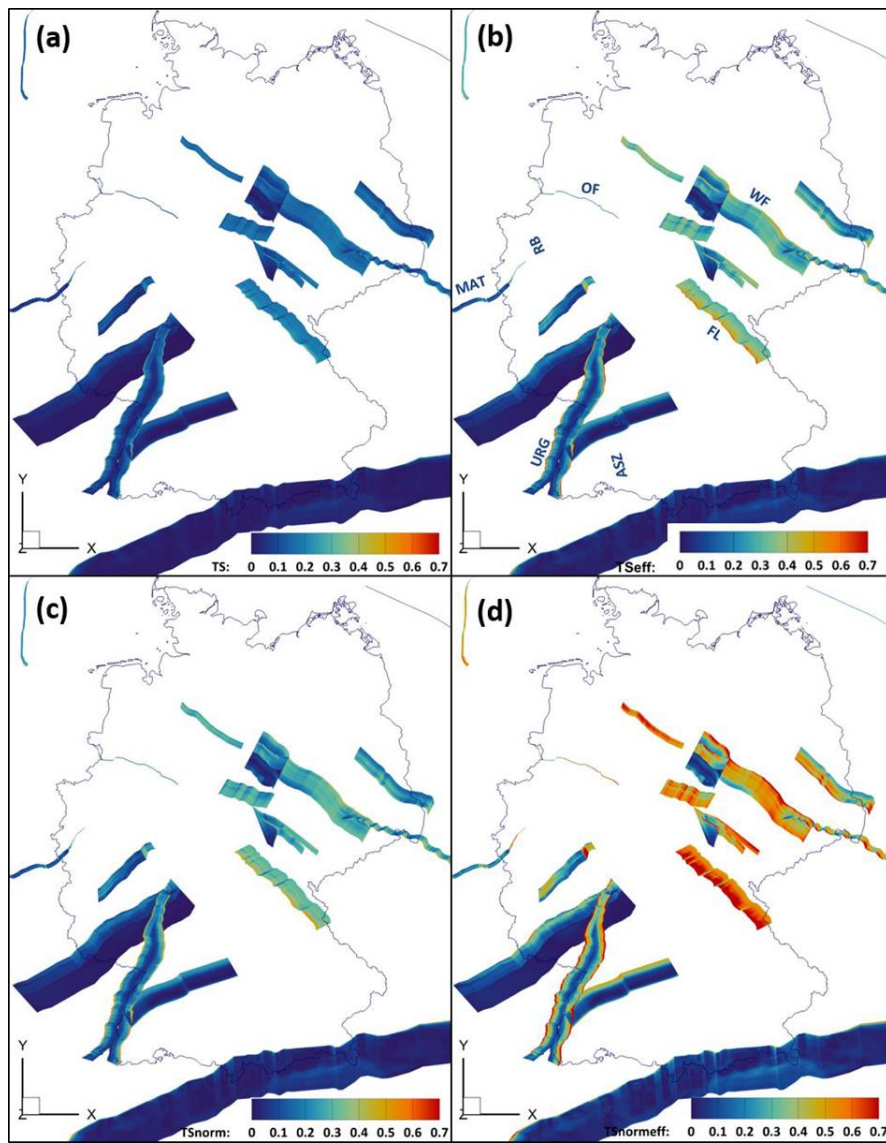 (a)
Y
Z X
TS: 0 0.1 0.2 0.3 0.4 0.5 0.6 0.7
(b)
OF
WF
RB
MAT
FL
URG
ASZ
Y
Z X
TSeff: 0 0.1 0.2 0.3 0.4 0.5 0.6 0.7
(c)
Y
Z X
TSnorm: 0 0.1 0.2 0.3 0.4 0.5 0.6 0.7
(d)
Y
Z X
TSnormeff: 0 0.1 0.2 0.3 0.4 0.5 0.6 0.7